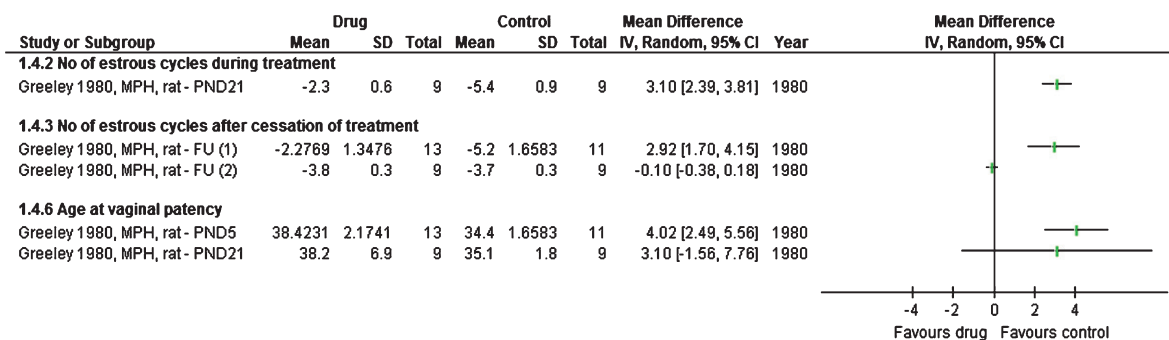 Drug Control Mean Difference Mean Difference
Study or Subgroup Mean SD Total Mean SD Total IV, Random, 95% CI Year IV, Random, 95% CI
1.4.2 No of estrous cycles during treatment
Greeley 1980, MPH, rat - PND21 -2.3 0.6 9 -5.4 0.9 9 3.10 [2.39, 3.81] 1980
1.4.3 No of estrous cycles after cessation of treatment
Greeley 1980, MPH, rat - FU (1) -2.2769 1.3476 13 -5.2 1.6583 11 2.92 [1.70, 4.15] 1980
Greeley 1980, MPH, rat - FU (2) -3.8 0.3 9 -3.7 0.3 9 -0.10 [-0.38, 0.18] 1980
1.4.6 Age at vaginal patency
Greeley 1980, MPH, rat - PND5 38.4231 2.1741 13 34.4 1.6583 11 4.02 [2.49, 5.56] 1980
Greeley 1980, MPH, rat - PND21 38.2 6.9 9 35.1 1.8 9 3.10 [-1.56, 7.76] 1980
-4 -2 0 2 4
Favours drug Favours control